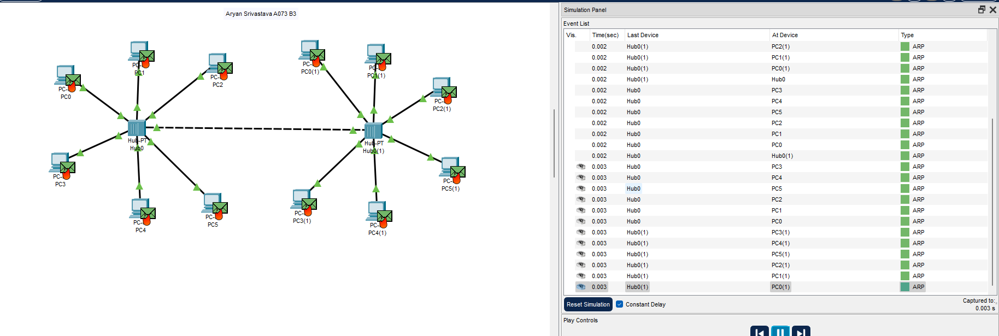 Aryan Srivastava A073 B3
PC-
PC1
PC-
PC2
PC-
PC0
PC-
PC0(1)
PC-
PC1(1)
PC-
PC2(1)
Hub-PT
Hub0
Hub-PT
Hub0(1)
PC-
PC3
PC-
PC4
PC-
PC5
PC-
PC3(1)
PC-
PC4(1)
PC-
PC5(1)
Simulation Panel
Event List
Vis. Time(sec) Last Device At Device Type
0.002 Hub0(1) PC2(1) ARP
0.002 Hub0(1) PC1(1) ARP
0.002 Hub0(1) PC0(1) ARP
0.002 Hub0(1) Hub0 ARP
0.002 Hub0 PC3 ARP
0.002 Hub0 PC4 ARP
0.002 Hub0 PC5 ARP
0.002 Hub0 PC2 ARP
0.002 Hub0 PC1 ARP
0.002 Hub0 PC0 ARP
0.002 Hub0 Hub0(1) ARP
0.003 Hub0 PC3 ARP
0.003 Hub0 PC4 ARP
0.003 Hub0 PC5 ARP
0.003 Hub0 PC2 ARP
0.003 Hub0 PC1 ARP
0.003 Hub0 PC0 ARP
0.003 Hub0(1) PC3(1) ARP
0.003 Hub0(1) PC4(1) ARP
0.003 Hub0(1) PC5(1) ARP
0.003 Hub0(1) PC2(1) ARP
0.003 Hub0(1) PC1(1) ARP
0.003 Hub0(1) PC0(1) ARP
Reset Simulation Constant Delay
Captured to:
0.003 s
Play Controls